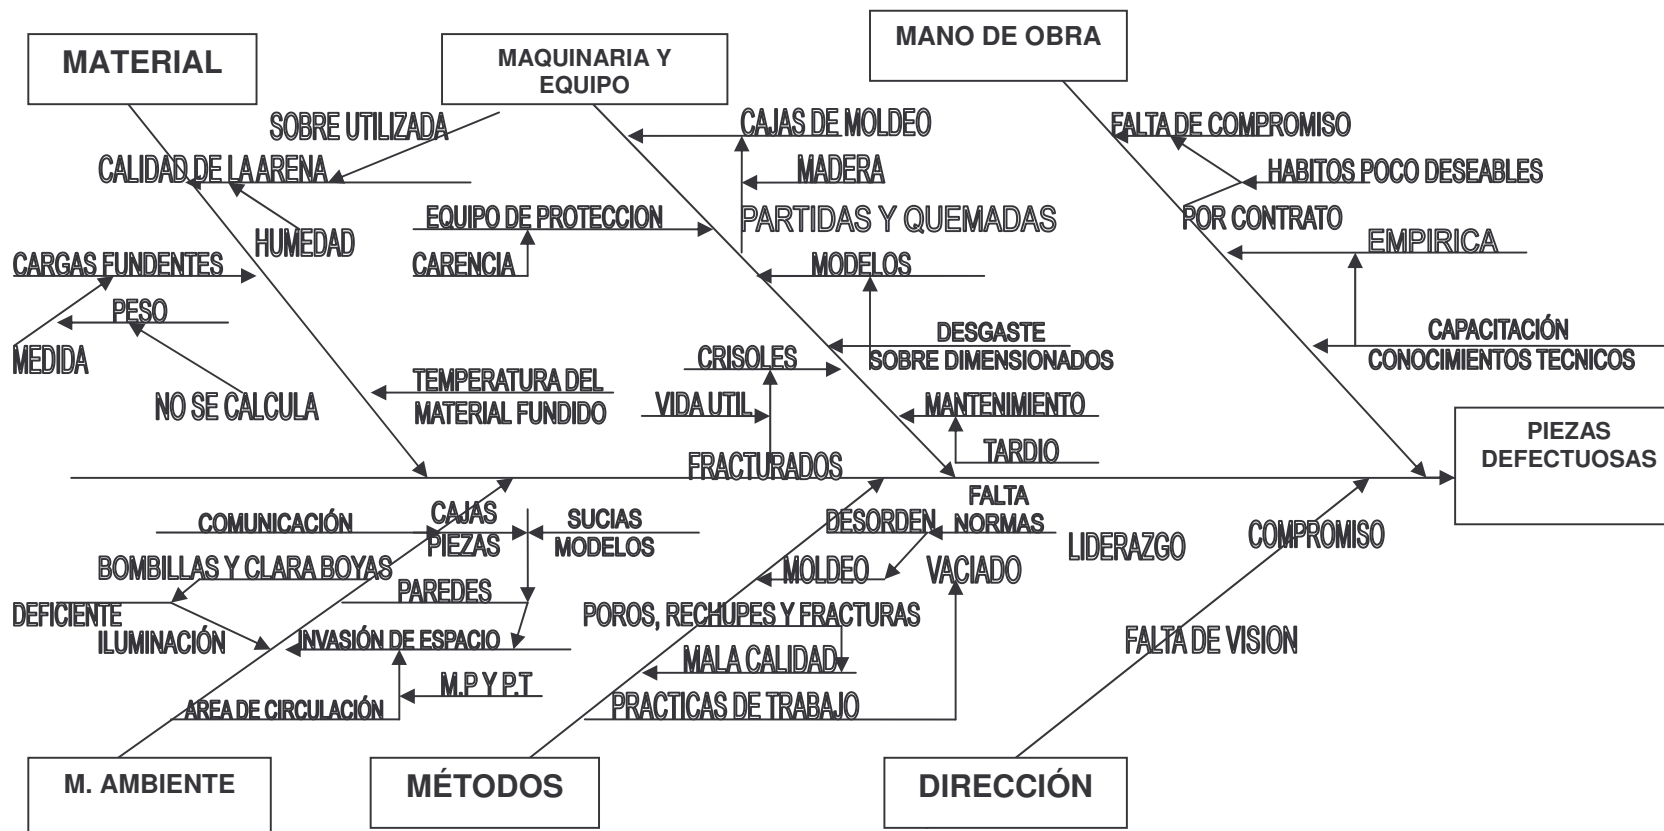 MATERIAL
MAQUINARIA Y
EQUIPO
MANO DE OBRA
SOBRE UTILIZADA
CALIDAD DE LA ARENA
HUMEDAD
CARGAS FUNDENTES
PESO
MEDIDA
NO SE CALCULA
TEMPERATURA DEL
MATERIAL FUNDIDO
CAJAS DE MOLDEO
MADERA
PARTIDAS Y QUEMADAS
EQUIPO DE PROTECCION
CARENCIA
MODELOS
DESGASTE
SOBRE DIMENSIONADOS
CRISOLES
VIDA UTIL
FRACTURADOS
MANTENIMIENTO
TARDIO
FALTA DE COMPROMISO
HABITOS POCO DESEABLES
POR CONTRATO
EMPIRICA
CAPACITACIÓN
CONOCIMIENTOS TECNICOS
PIEZAS
DEFECTUOSAS
COMUNICACIÓN
CAJAS
PIEZAS
SUCIAS
MODELOS
BOMBILLAS Y CLARA BOYAS
PAREDES
DEFICIENTE
ILUMINACIÓN
INVASIÓN DE ESPACIO
M.P Y P.T
AREA DE CIRCULACIÓN
FALTA
NORMAS
DESORDEN
MOLDEO
VACIADO
POROS, RECHUPES Y FRACTURAS
MALA CALIDAD
PRACTICAS DE TRABAJO
LIDERAZGO
COMPROMISO
FALTA DE VISION
M. AMBIENTE
MÉTODOS
DIRECCIÓN